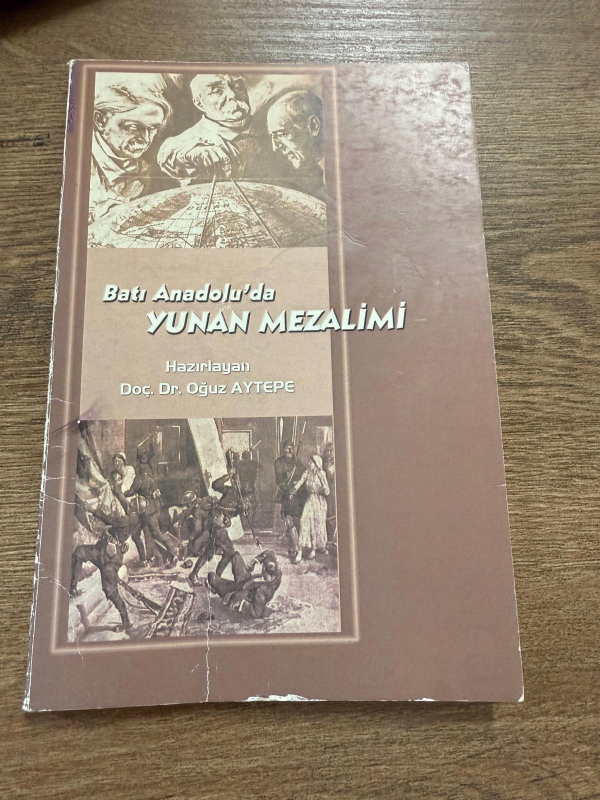 Batı Anadolu'da
YUNAN MEZALİMİ
Hazırlayan
Doç. Dr. Oğuz AYTEPE